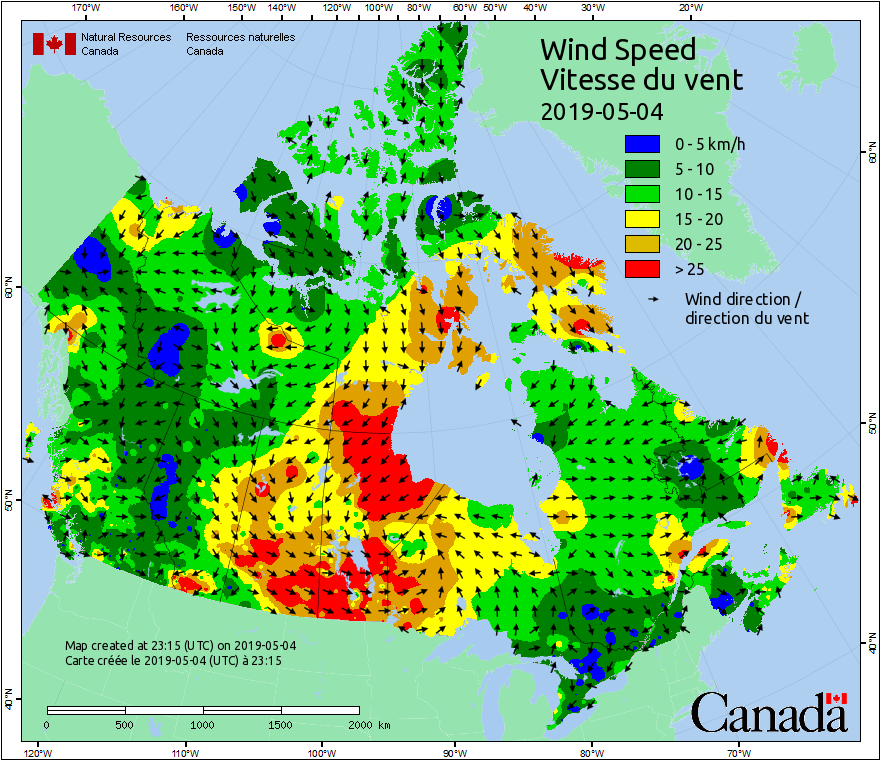 170°W 160°W 150°W 140°W 120°W 100°W 80°W 60°W 50°W 40°W 30°W 20°W
Natural Resources Ressources naturelles
Canada Canada
Wind Speed
Vitesse du vent
2019-05-04
0 - 5 km/h
5 - 10
10 - 15
15 - 20
20 - 25
> 25
Wind direction /
direction du vent
60°N
60°N
50°N
50°N
40°N
40°N
Map created at 23:15 (UTC) on 2019-05-04
Carte créée le 2019-05-04 (UTC) à 23:15
0 500 1000 1500 2000 km
Canada
120°W 110°W 100°W 90°W 80°W 70°W